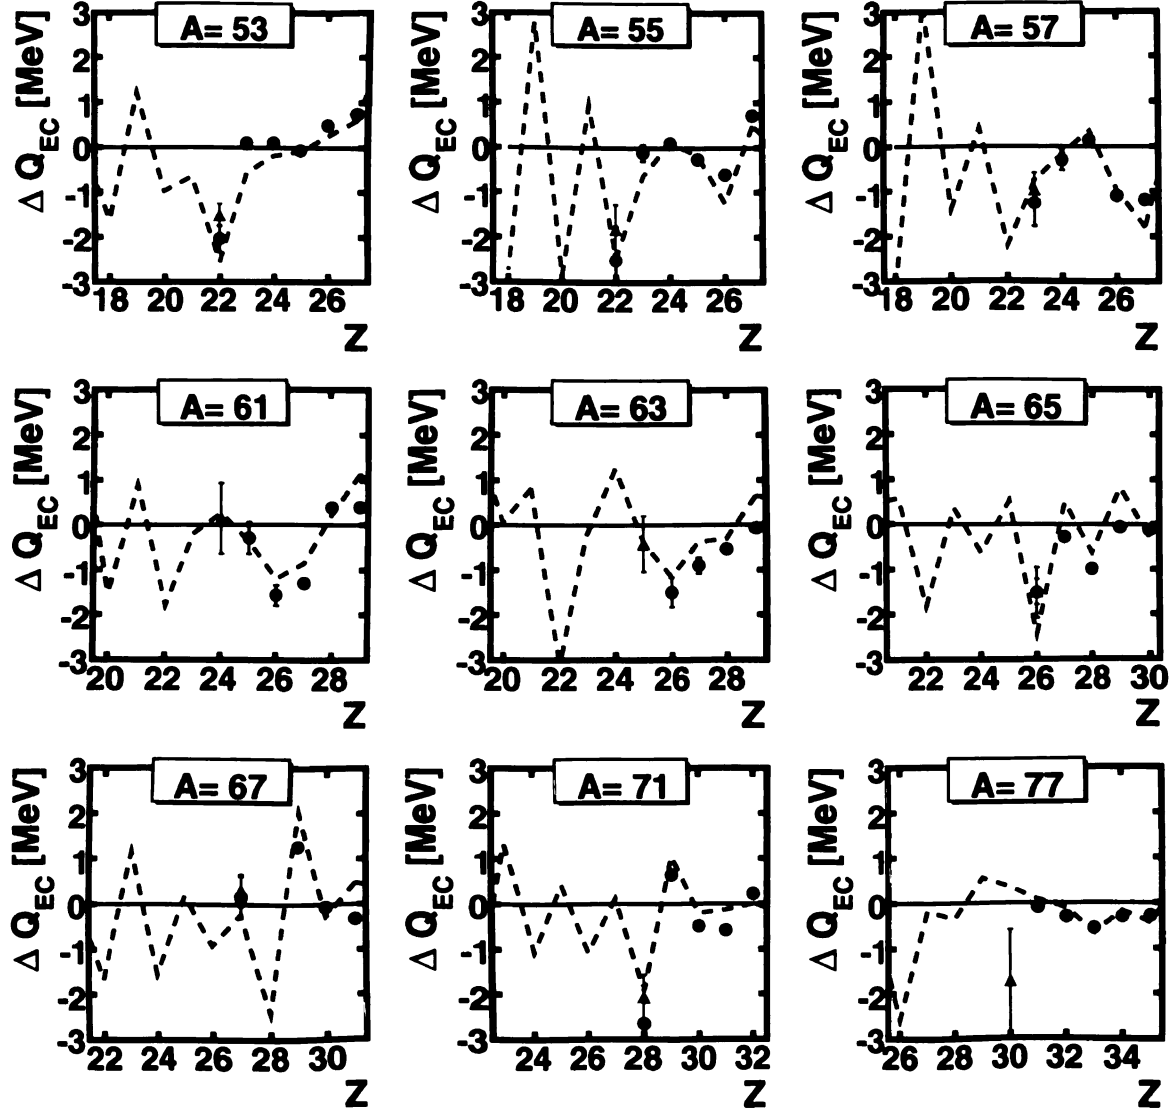 A= 53
Δ Q_EC [MeV]
3
2
1
0
-1
-2
-3
18 20 22 24 26
Z
A= 55
Δ Q_EC [MeV]
3
2
1
0
-1
-2
-3
18 20 22 24 26
Z
A= 57
Δ Q_EC [MeV]
3
2
1
0
-1
-2
-3
18 20 22 24 26
Z
A= 61
Δ Q_EC [MeV]
3
2
1
0
-1
-2
-3
20 22 24 26 28
Z
A= 63
Δ Q_EC [MeV]
3
2
1
0
-1
-2
-3
20 22 24 26 28
Z
A= 65
Δ Q_EC [MeV]
3
2
1
0
-1
-2
-3
22 24 26 28 30
Z
A= 67
Δ Q_EC [MeV]
3
2
1
0
-1
-2
-3
22 24 26 28 30
Z
A= 71
Δ Q_EC [MeV]
3
2
1
0
-1
-2
-3
24 26 28 30 32
Z
A= 77
Δ Q_EC [MeV]
3
2
1
0
-1
-2
-3
26 28 30 32 34
Z